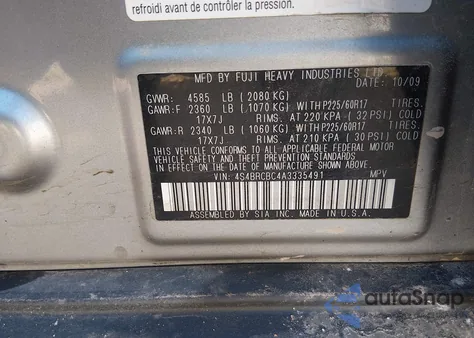 refroidi avant de contrôler la pression.
MFD BY FUJI HEAVY INDUSTRIES LTD.
DATE: 10/09
GVWR: 4585 LB (2080 KG)
GAWR:F 2360 LB (1070 KG) WITH P225/60R17 TIRES.
17X7J RIMS. AT 220 KPA ( 32 PSI) COLD
GAWR:R 2340 LB (1060 KG) WITH P225/60R17 TIRES.
17X7J RIMS. AT 210 KPA ( 30 PSI) COLD
THIS VEHICLE CONFORMS TO ALL APPLICABLE FEDERAL MOTOR
VEHICLE SAFETY AND THEFT PREVENTION STANDARDS
IN EFFECT ON THE DATE OF MANUFACTURE SHOWN ABOVE.
VIN: 4S4BRCBC4A3335491 MPV
ASSEMBLED BY SIA INC. MADE IN U.S.A.
autoSnap